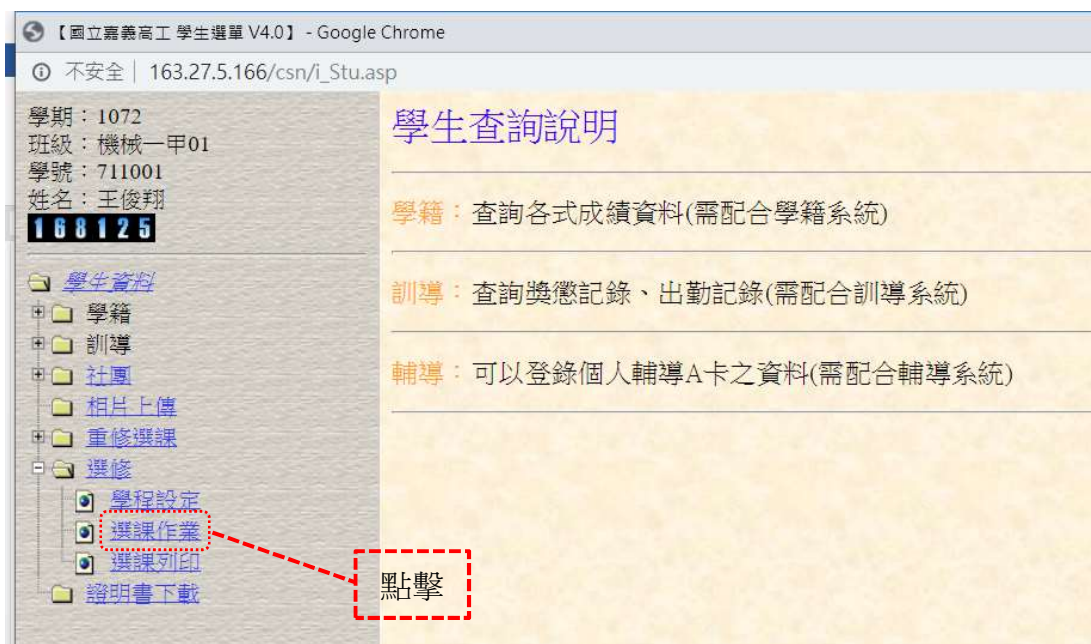 【國立嘉義高工 學生選單 V4.0】 - Google Chrome
不安全 | 163.27.5.166/csn/i_Stu.asp
學期：1072
班級：機械一甲01
學號：711001
姓名：王俊翔
168125
學生資料
學籍
訓導
社團
相片上傳
重修選課
選修
學程設定
選課作業
選課列印
證明書下載
學生查詢說明
學籍：查詢各式成績資料(需配合學籍系統)
訓導：查詢獎懲記錄、出勤記錄(需配合訓導系統)
輔導：可以登錄個人輔導A卡之資料(需配合輔導系統)
點擊